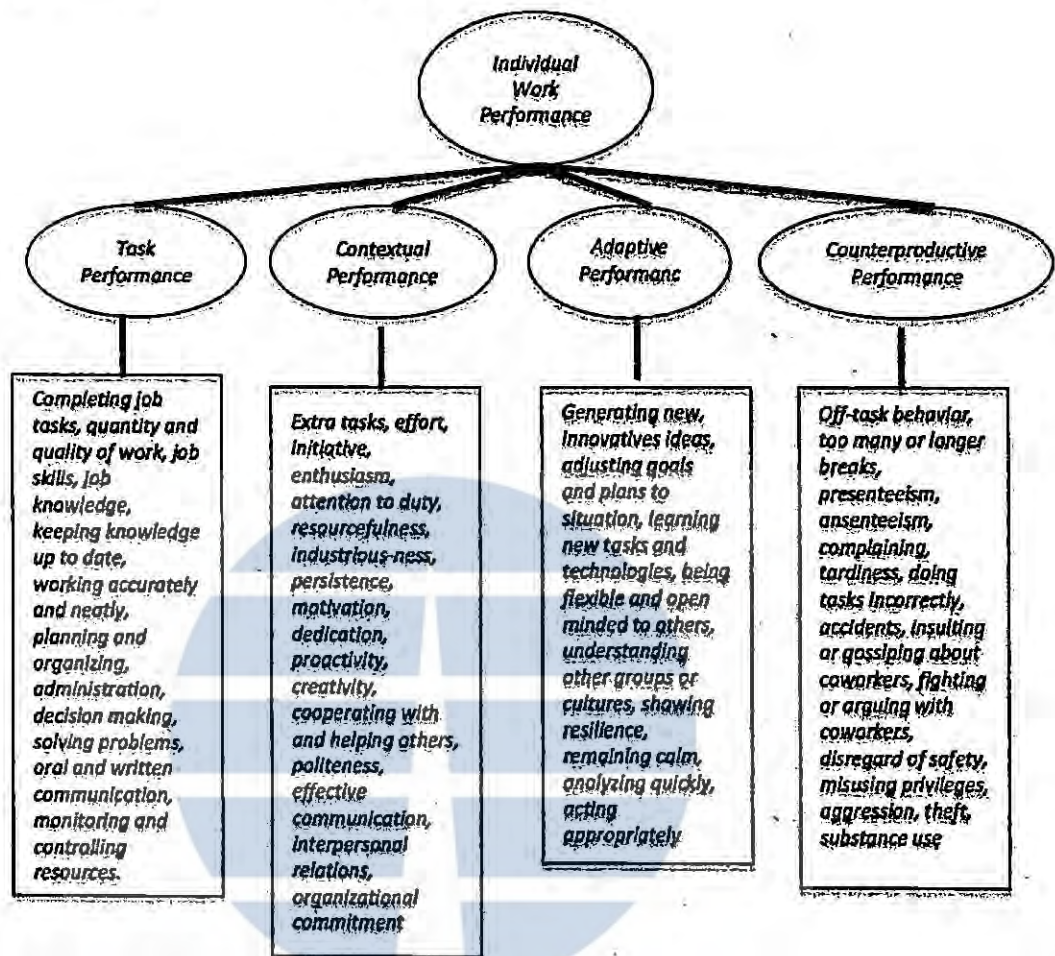 Individual
Work
Performance
Task
Performance
Contextual
Performance
Adaptive
Performanc
Counterproductive
Performance
Completing job
tasks, quantity and
quality of work, job
skills, job
knowledge,
keeping knowledge
up to date,
working accurately
and neatly,
planning and
organizing,
administration,
decision making,
solving problems,
oral and written
communication,
monitoring and
controlling
resources.
Extra tasks, effort,
initiative,
enthusiasm,
attention to duty,
resourcefulness,
industrious-ness,
persistence,
motivation,
dedication,
proactivity,
creativity,
cooperating with
and helping others,
politeness,
effective
communication,
interpersonal
relations,
organizational
commitment
Generating new,
innovatives ideas,
adjusting goals
and plans to
situation, learning
new tasks and
technologies, being
flexible and open
minded to others,
understanding
other groups or
cultures, showing
resilience,
remaining calm,
analyzing quickly,
acting
appropriately
Off-task behavior,
too many or longer
breaks,
presenteeism,
ansenteeism,
complaining,
tardiness, doing
tasks incorrectly,
accidents, insulting
or gossiping about
coworkers, fighting
or arguing with
coworkers,
disregard of safety,
misusing privileges,
aggression, theft,
substance use